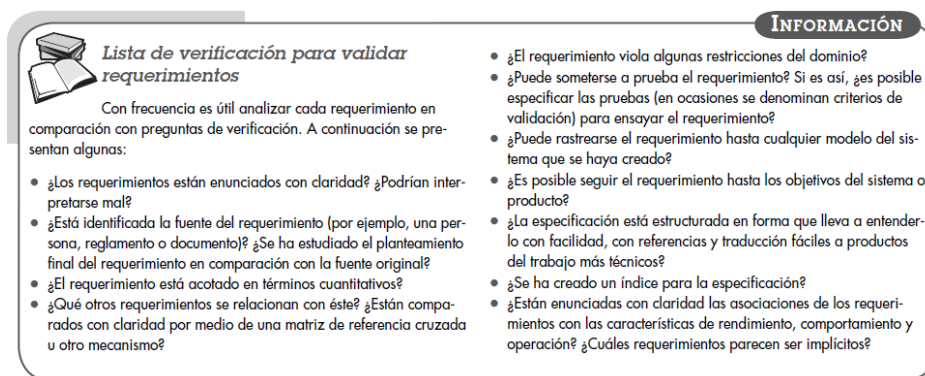 INFORMACIÓN
Lista de verificación para validar
requerimientos
Con frecuencia es útil analizar cada requerimiento en
comparación con preguntas de verificación. A continuación se pre-
sentan algunas:
• ¿Los requerimientos están enunciados con claridad? ¿Podrían inter-
pretarse mal?
• ¿Está identificada la fuente del requerimiento (por ejemplo, una per-
sona, reglamento o documento)? ¿Se ha estudiado el planteamiento
final del requerimiento en comparación con la fuente original?
• ¿El requerimiento está acotado en términos cuantitativos?
• ¿Qué otros requerimientos se relacionan con éste? ¿Están compa-
rados con claridad por medio de una matriz de referencia cruzada
u otro mecanismo?
• ¿El requerimiento viola algunas restricciones del dominio?
• ¿Puede someterse a prueba el requerimiento? Si es así, ¿es posible
especificar las pruebas (en ocasiones se denominan criterios de
validación) para ensayar el requerimiento?
• ¿Puede rastrearse el requerimiento hasta cualquier modelo del sis-
tema que se haya creado?
• ¿Es posible seguir el requerimiento hasta los objetivos del sistema o
producto?
• ¿La especificación está estructurada en forma que lleva a entender-
lo con facilidad, con referencias y traducción fáciles a productos
del trabajo más técnicos?
• ¿Se ha creado un índice para la especificación?
• ¿Están enunciadas con claridad las asociaciones de los requeri-
mientos con las características de rendimiento, comportamiento y
operación? ¿Cuáles requerimientos parecen ser implícitos?